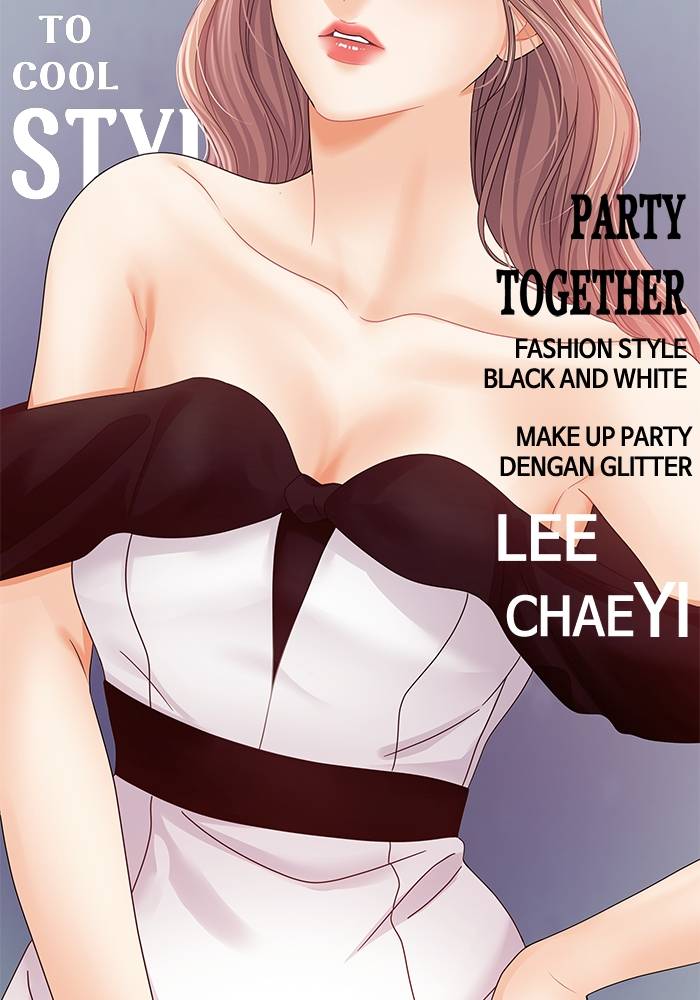 TO
COOL
PARTY
TOGETHER
FASHION STYLE
BLACK AND WHITE
MAKE UP PARTY
DENGAN GLITTER
LEE
CHAEYI